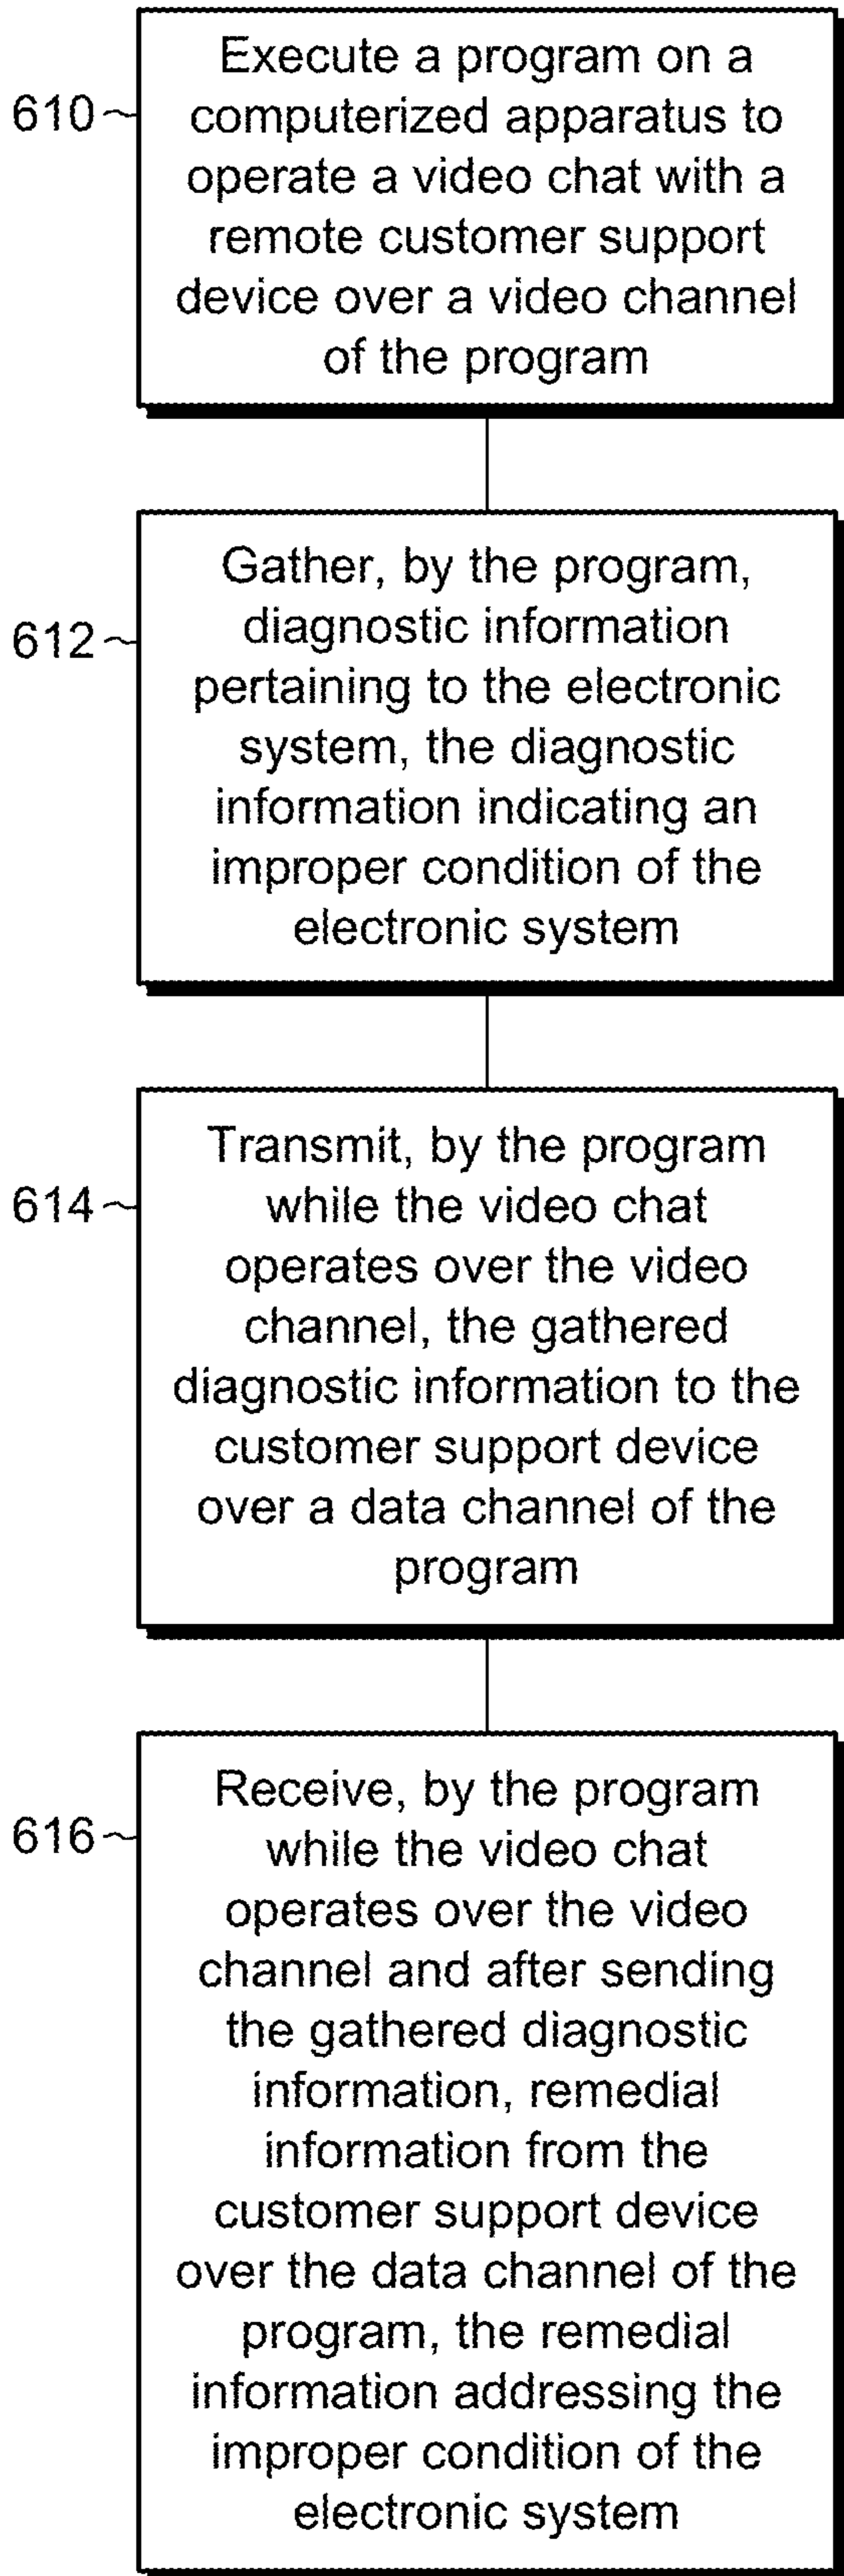 610
Execute a program on a
computerized apparatus to
operate a video chat with a
remote customer support
device over a video channel
of the program
612
Gather, by the program,
diagnostic information
pertaining to the electronic
system, the diagnostic
information indicating an
improper condition of the
electronic system
614
Transmit, by the program
while the video chat
operates over the video
channel, the gathered
diagnostic information to the
customer support device
over a data channel of the
program
616
Receive, by the program
while the video chat
operates over the video
channel and after sending
the gathered diagnostic
information, remedial
information from the
customer support device
over the data channel of the
program, the remedial
information addressing the
improper condition of the
electronic system